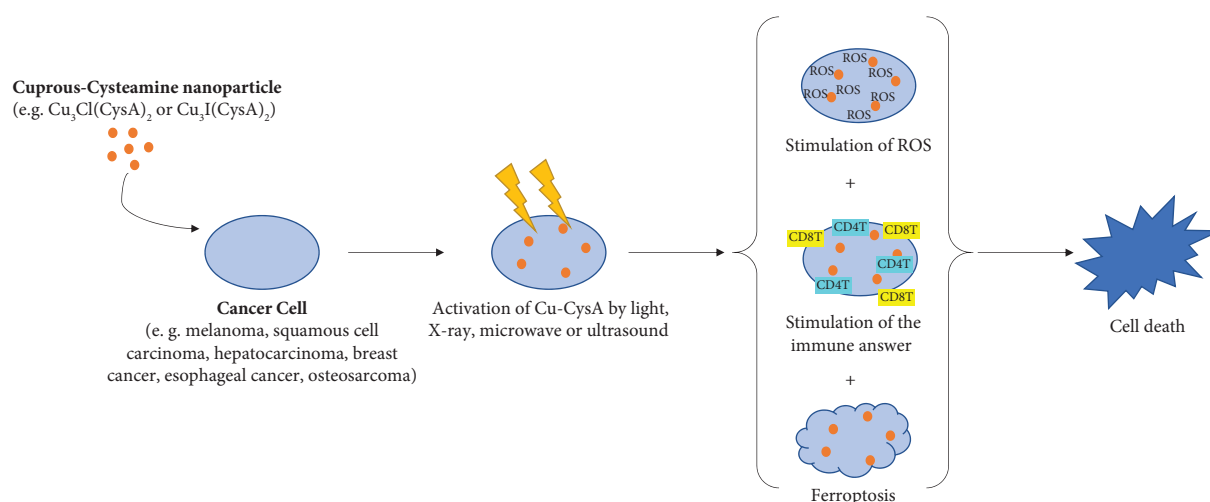 Cuprous-Cysteamine nanoparticle
(e.g. Cu₃Cl(CysA)₂ or Cu₃I(CysA)₂)
Cancer Cell
(e. g. melanoma, squamous cell
carcinoma, hepatocarcinoma, breast
cancer, esophageal cancer, osteosarcoma)
Activation of Cu-CysA by light,
X-ray, microwave or ultrasound
ROS
ROS
ROS
ROS
ROS
ROS
ROS
Stimulation of ROS
+
CD4T
CD8T
CD8T
CD4T
CD4T
CD8T
Stimulation of the
immune answer
+
Ferroptosis
Cell death